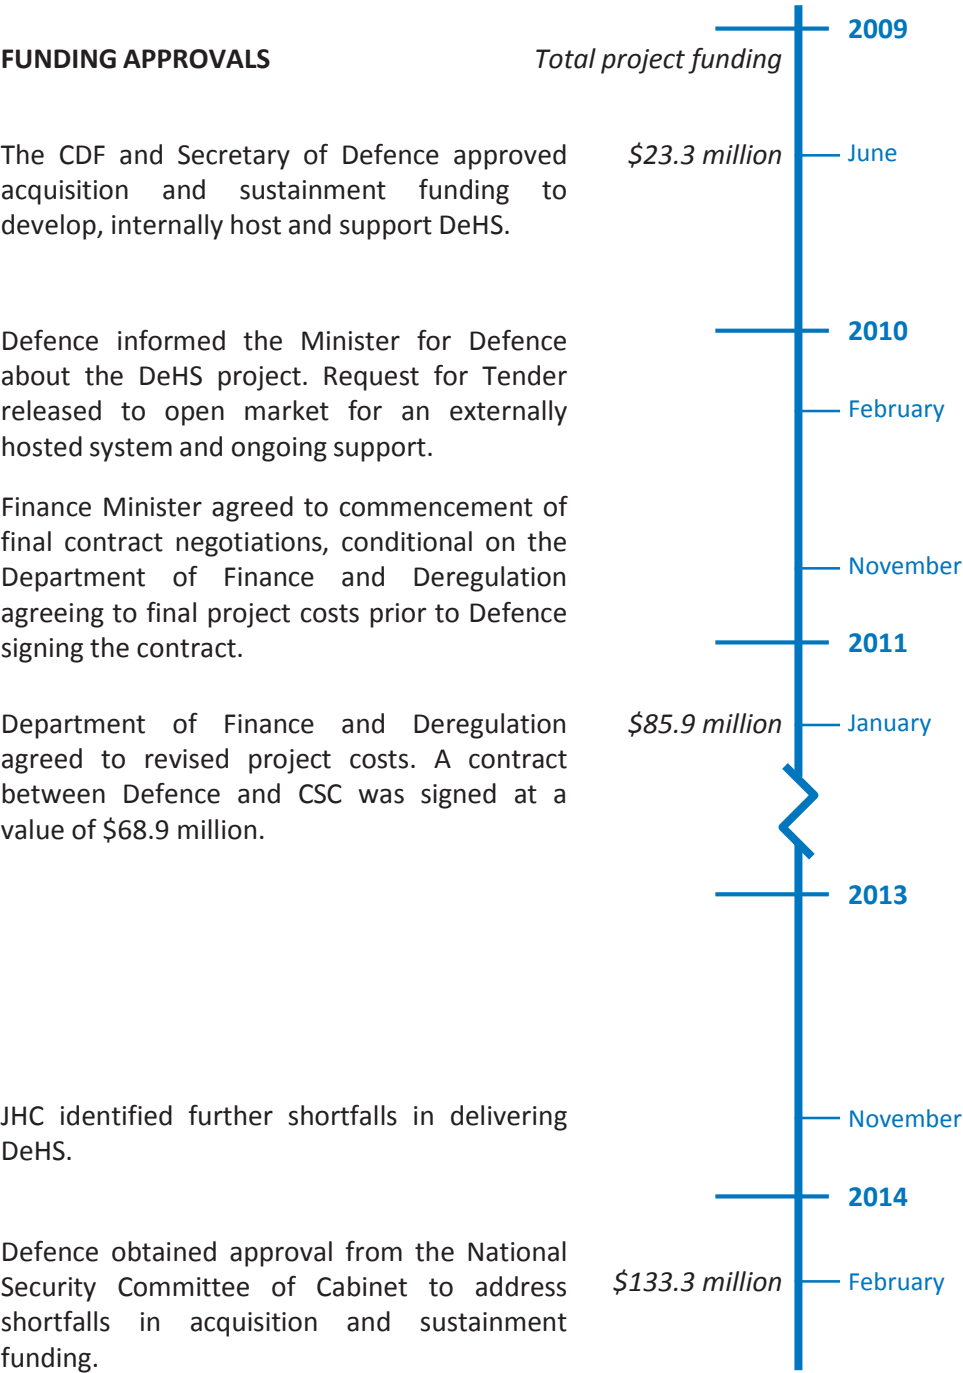 2009
FUNDING APPROVALS Total project funding
The CDF and Secretary of Defence approved $23.3 million June
acquisition and sustainment funding to
develop, internally host and support DeHS.
2010
Defence informed the Minister for Defence
about the DeHS project. Request for Tender
released to open market for an externally February
hosted system and ongoing support.
Finance Minister agreed to commencement of
final contract negotiations, conditional on the
Department of Finance and Deregulation November
agreeing to final project costs prior to Defence
signing the contract. 2011
Department of Finance and Deregulation $85.9 million January
agreed to revised project costs. A contract
between Defence and CSC was signed at a
value of $68.9 million.
2013
JHC identified further shortfalls in delivering November
DeHS.
2014
Defence obtained approval from the National
Security Committee of Cabinet to address $133.3 million February
shortfalls in acquisition and sustainment
funding.